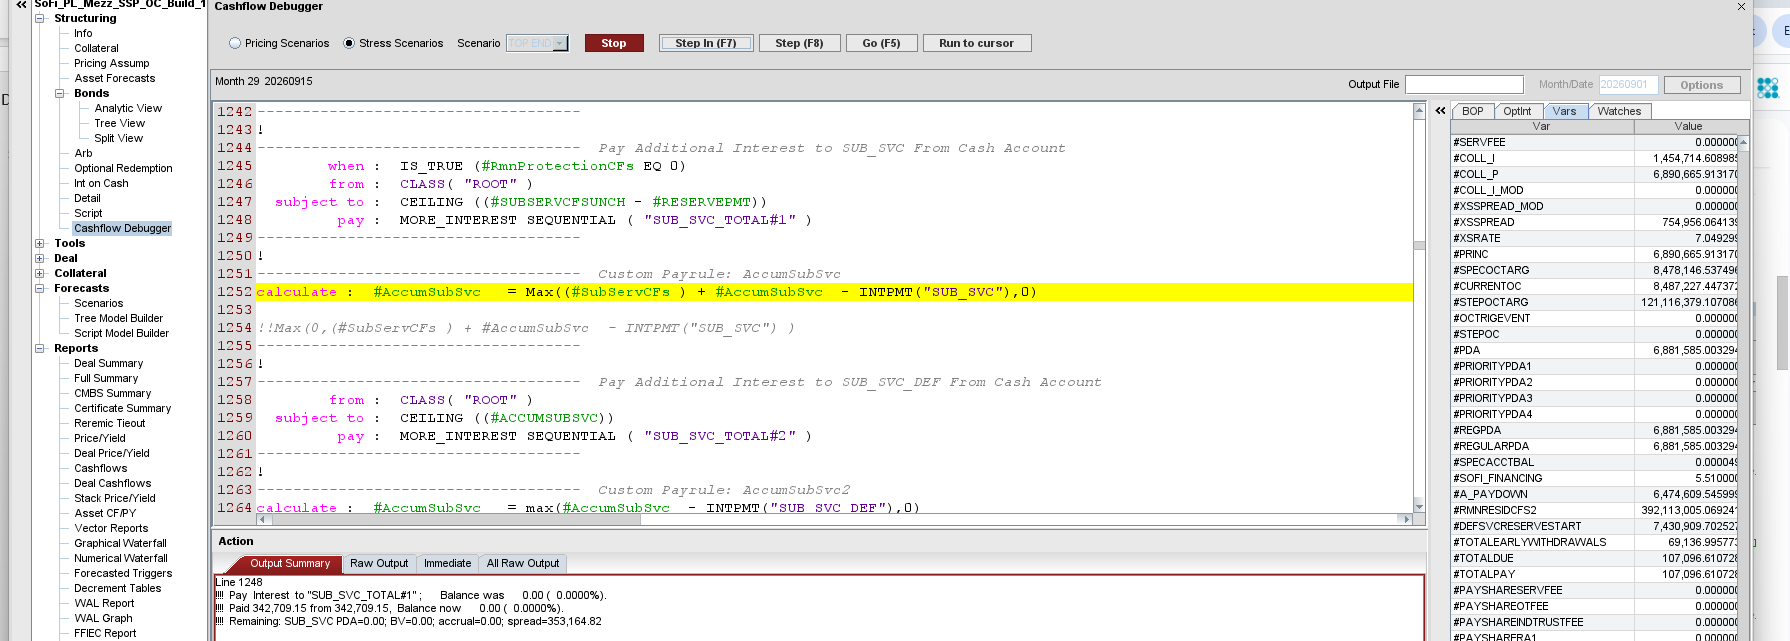 SoFi_PL_Mezz_SSP_OC_Build_1
Structuring
Info
Collateral
Pricing Assump
Asset Forecasts
Bonds
Analytic View
Tree View
Split View
Arb
Optional Redemption
Int on Cash
Detail
Script
Cashflow Debugger
Tools
Deal
Collateral
Forecasts
Scenarios
Tree Model Builder
Script Model Builder
Reports
Deal Summary
Full Summary
CMBS Summary
Certificate Summary
Reremic Tieout
Price/Yield
Deal Price/Yield
Cashflows
Deal Cashflows
Stack Price/Yield
Asset CF/PY
Vector Reports
Graphical Waterfall
Numerical Waterfall
Forecasted Triggers
Decrement Tables
WAL Report
WAL Graph
FFIEC Report
Cashflow Debugger
Pricing Scenarios Stress Scenarios Scenario TOP END Stop Step In (F7) Step (F8) Go (F5) Run to cursor
Month 29 20260915
Output File Month/Date 20260901 Options
1242 ------------------------------------
1243 !
1244 ------------------------------------ Pay Additional Interest to SUB_SVC From Cash Account
1245 when : IS_TRUE (#RmnProtectionCFs EQ 0)
1246 from : CLASS( "ROOT" )
1247 subject to : CEILING ((#SUBSERVCFSUNCH - #RESERVEPMT))
1248 pay : MORE_INTEREST SEQUENTIAL ( "SUB_SVC_TOTAL#1" )
1249 ------------------------------------
1250 !
1251 ------------------------------------ Custom Payrule: AccumSubSvc
1252 calculate : #AccumSubSvc = Max((#SubServCFs ) + #AccumSubSvc - INTPMT("SUB_SVC"),0)
1253
1254 !!Max(0,(#SubServCFs ) + #AccumSubSvc - INTPMT("SUB_SVC") )
1255 ------------------------------------
1256 !
1257 ------------------------------------ Pay Additional Interest to SUB_SVC_DEF From Cash Account
1258 from : CLASS( "ROOT" )
1259 subject to : CEILING ((#ACCUMSUBSVC))
1260 pay : MORE_INTEREST SEQUENTIAL ( "SUB_SVC_TOTAL#2" )
1261 ------------------------------------
1262 !
1263 ------------------------------------ Custom Payrule: AccumSubSvc2
1264 calculate : #AccumSubSvc = max(#AccumSubSvc - INTPMT("SUB_SVC_DEF"),0)
Action
Output Summary Raw Output Immediate All Raw Output
Line 1248
!!!! Pay Interest to "SUB_SVC_TOTAL#1" ; Balance was 0.00 ( 0.0000%).
!!!! Paid 342,709.15 from 342,709.15, Balance now 0.00 ( 0.0000%).
!!!! Remaining: SUB_SVC PDA=0.00; BV=0.00; accrual=0.00; spread=353,164.82
BOP OptInt Vars Watches
Var Value
#SERVFEE 0.000000
#COLL_I 1,454,714.608985
#COLL_P 6,890,665.913170
#COLL_I_MOD 0.000000
#XSSPREAD_MOD 0.000000
#XSSPREAD 754,956.064139
#XSRATE 7.049299
#PRINC 6,890,665.913170
#SPECOCTARG 8,478,146.537496
#CURRENTOC 8,487,227.447372
#STEPOCTARG 121,116,379.107086
#OCTRIGEVENT 0.000000
#STEPOC 0.000000
#PDA 6,881,585.003294
#PRIORITYPDA1 0.000000
#PRIORITYPDA2 0.000000
#PRIORITYPDA3 0.000000
#PRIORITYPDA4 0.000000
#REGPDA 6,881,585.003294
#REGULARPDA 6,881,585.003294
#SPECACCTBAL 0.000049
#SOFI_FINANCING 5.510000
#A_PAYDOWN 6,474,609.545999
#RMNRESIDCFS2 392,113,005.069241
#DEFSVCRESERVESTART 7,430,909.702527
#TOTALEARLYWITHDRAWALS 69,136.995773
#TOTALDUE 107,096.610728
#TOTALPAY 107,096.610728
#PAYSHARESERVFEE 0.000000
#PAYSHAREOTFEE 0.000000
#PAYSHAREINDTRUSTFEE 0.000000
#PAYSHAREFRA1 0.000000